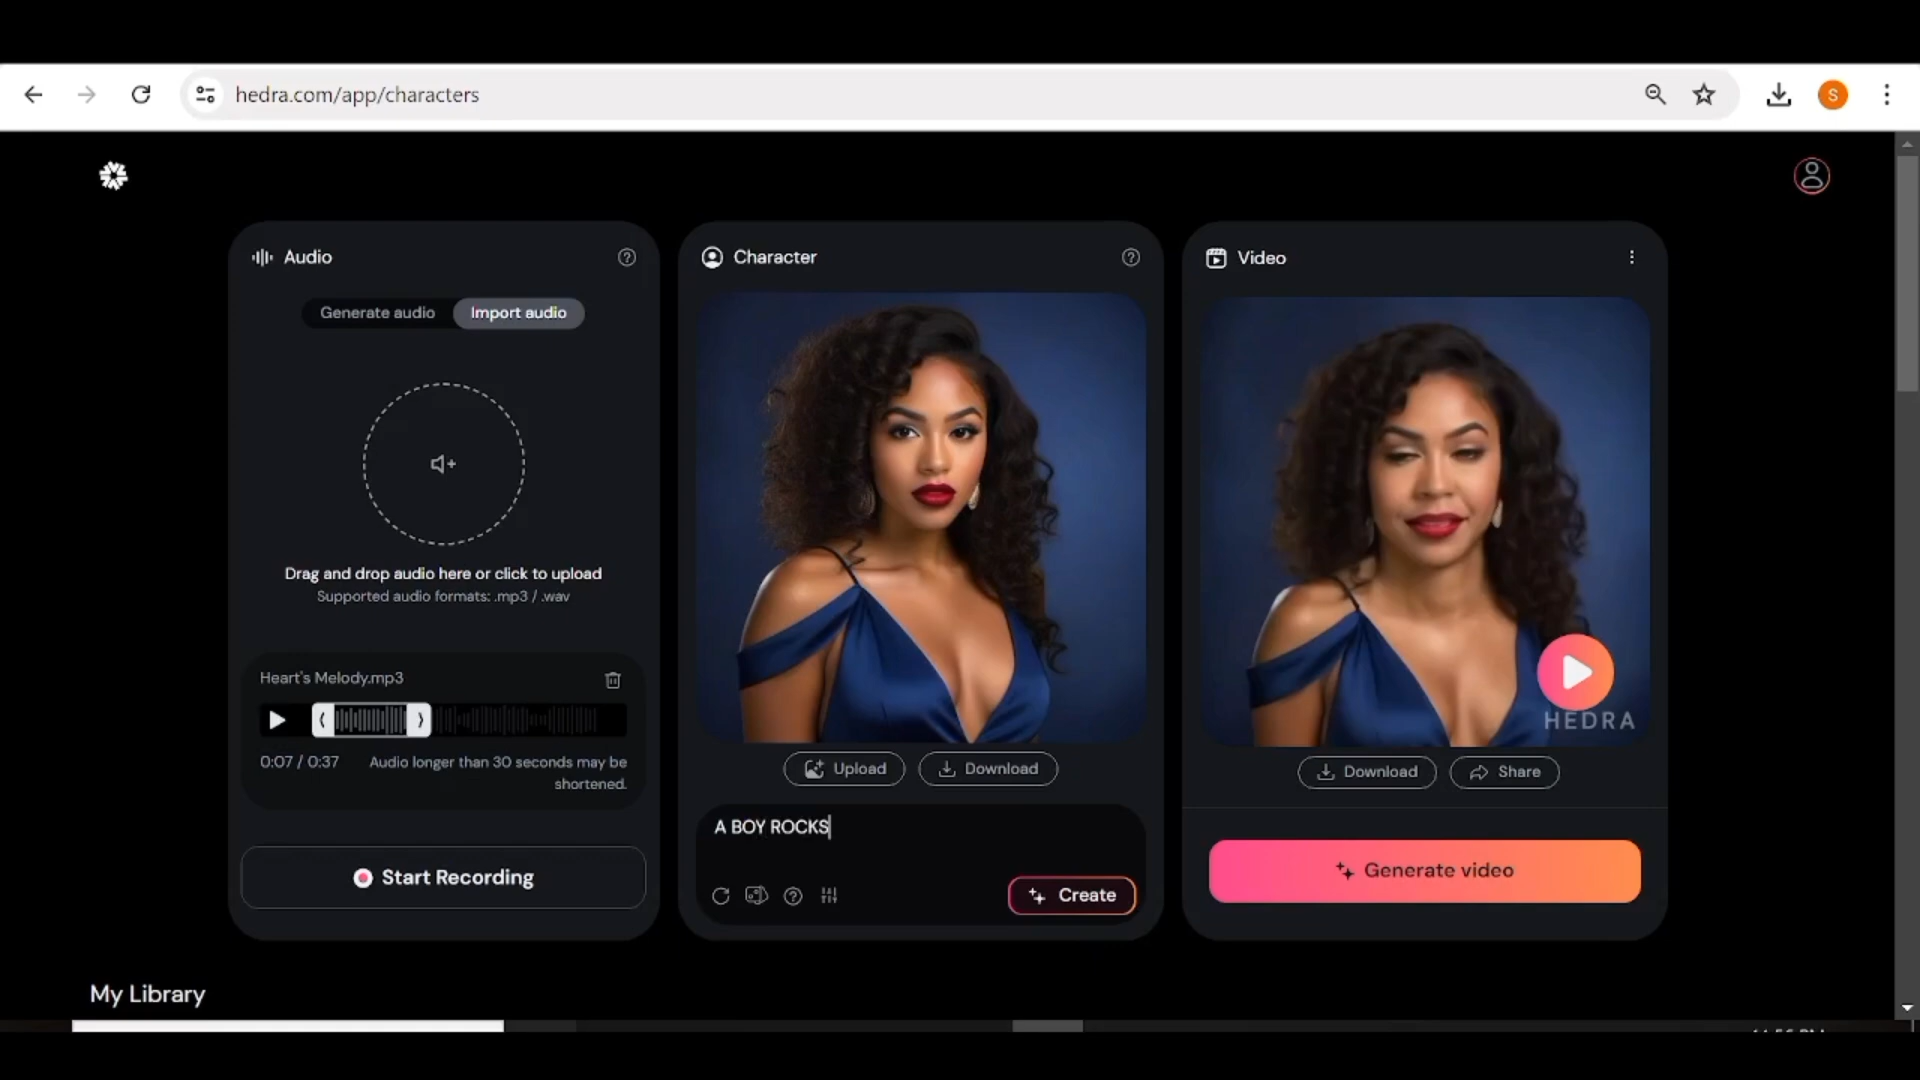 hedra.com/app/characters
S
Audio
Generate audio
Import audio
Drag and drop audio here or click to upload
Supported audio formats: .mp3 / .wav
Heart's Melody.mp3
0:07 / 0:37
Audio longer than 30 seconds may be
shortened.
Start Recording
Character
Upload
Download
A BOY ROCKS
Create
Video
HEDRA
Download
Share
Generate video
My Library